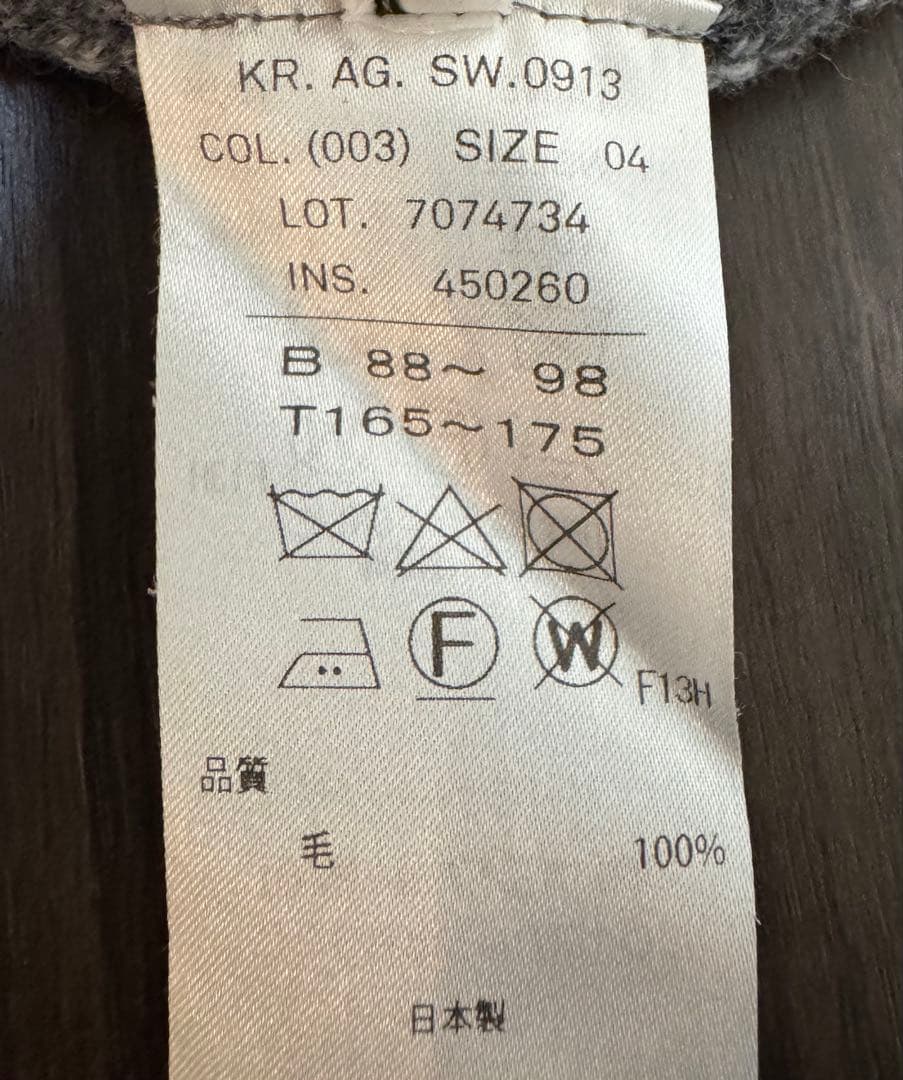 KR. AG. SW.0913
COL. (003) SIZE 04
LOT. 7074734
INS. 450260
B 88～ 98
T165～175
F W F13H
品質
毛 100%
日本製